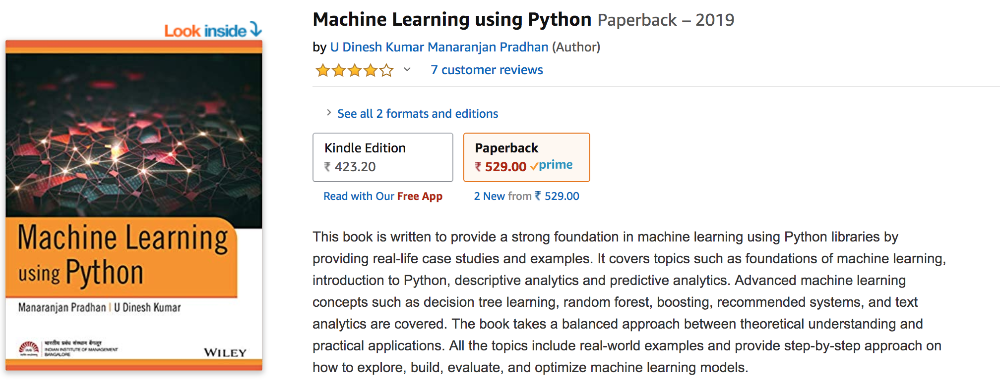 Look inside
Machine Learning
using Python
Manaranjan Pradhan | U Dinesh Kumar
भारतीय प्रबंध संस्थान बेंगलूर
INDIAN INSTITUTE OF MANAGEMENT
BANGALORE
WILEY
Machine Learning using Python Paperback – 2019
by U Dinesh Kumar Manaranjan Pradhan (Author)
7 customer reviews
See all 2 formats and editions
Kindle Edition
₹ 423.20
Read with Our Free App
Paperback
₹ 529.00 prime
2 New from ₹ 529.00
This book is written to provide a strong foundation in machine learning using Python libraries by
providing real-life case studies and examples. It covers topics such as foundations of machine learning,
introduction to Python, descriptive analytics and predictive analytics. Advanced machine learning
concepts such as decision tree learning, random forest, boosting, recommended systems, and text
analytics are covered. The book takes a balanced approach between theoretical understanding and
practical applications. All the topics include real-world examples and provide step-by-step approach on
how to explore, build, evaluate, and optimize machine learning models.